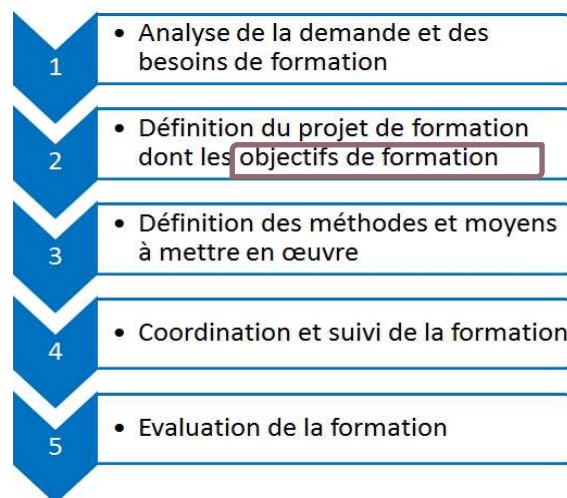 1
• Analyse de la demande et des
besoins de formation
2
• Définition du projet de formation
dont les objectifs de formation
3
• Définition des méthodes et moyens
à mettre en œuvre
4
• Coordination et suivi de la formation
5
• Evaluation de la formation